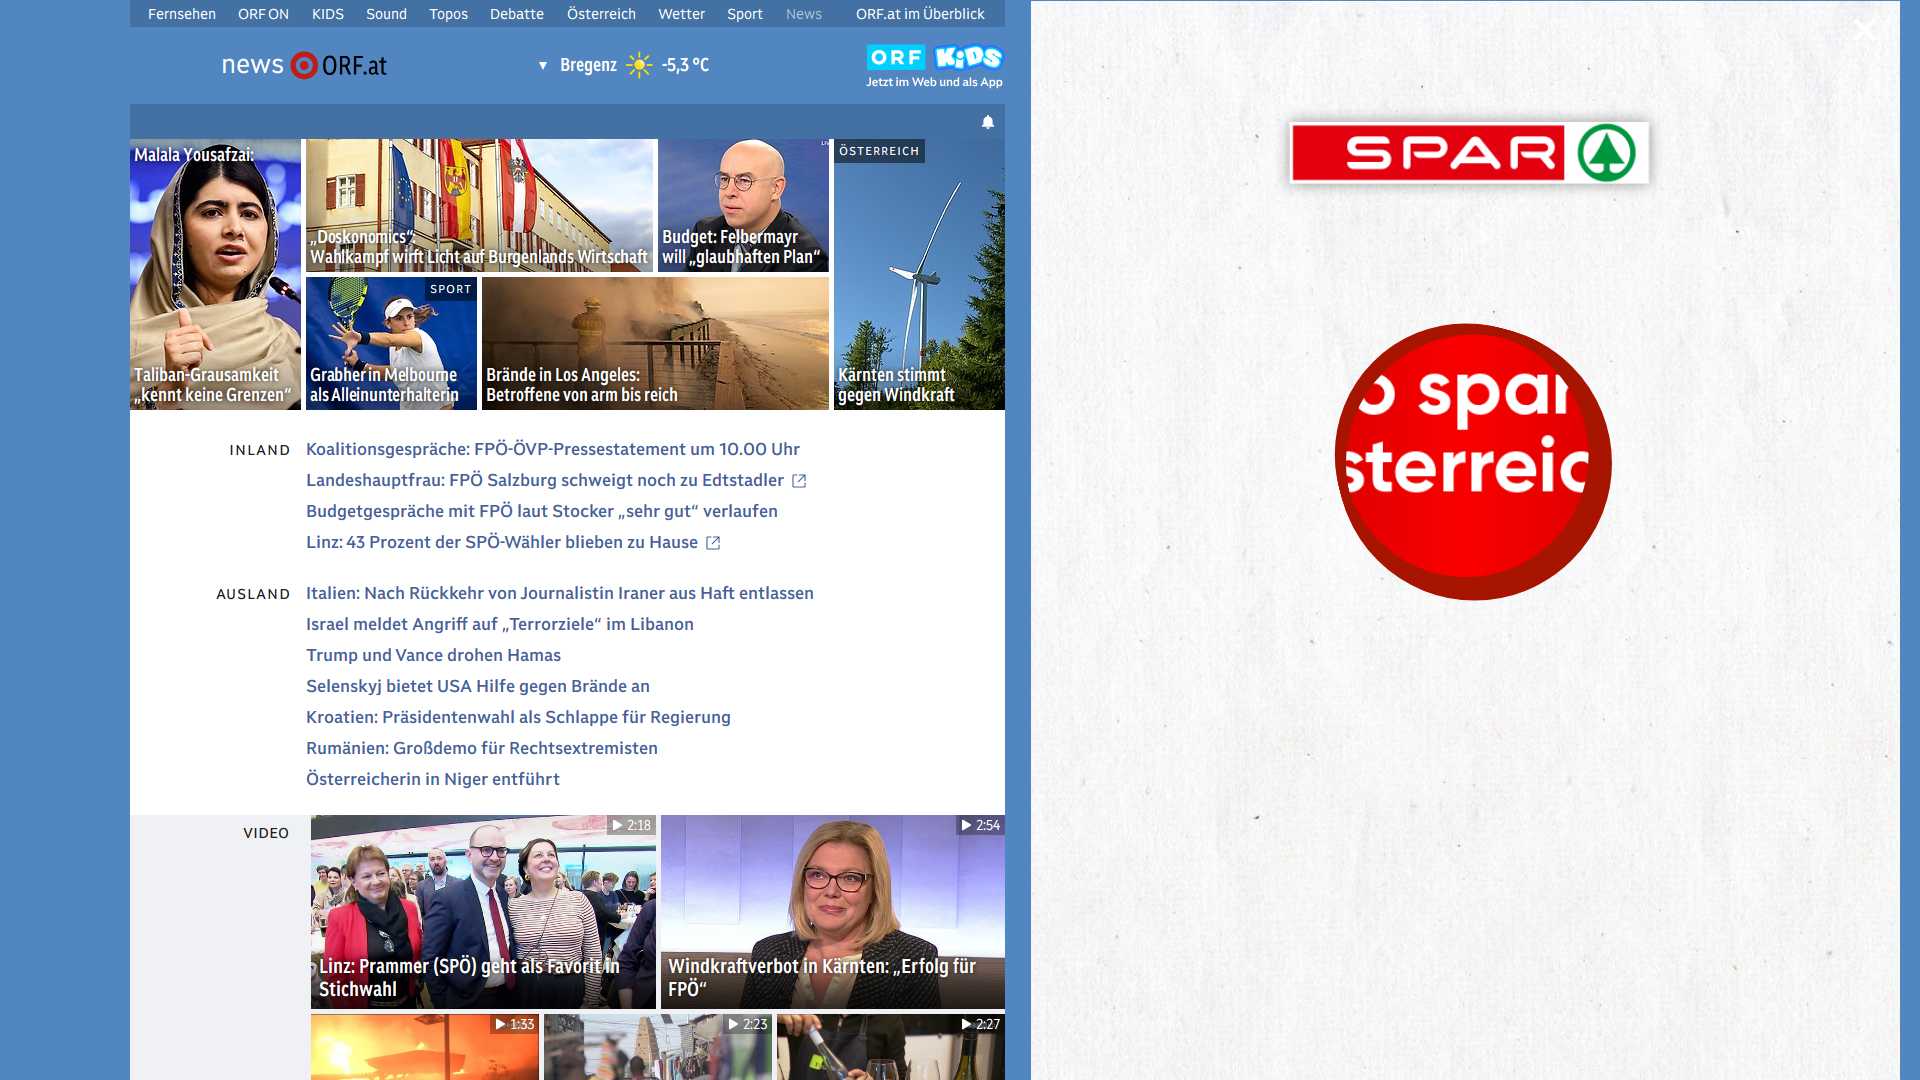 Fernsehen ORF ON KIDS Sound Topos Debatte Österreich Wetter Sport News ORF.at im Überblick
news ORF.at
▼ Bregenz -5,3 °C
ORF KiDS
Jetzt im Web und als App
Malala Yousafzai:
Taliban-Grausamkeit
„kennt keine Grenzen“
„Doskonomics“:
Wahlkampf wirft Licht auf Burgenlands Wirtschaft
Budget: Felbermayr
will „glaubhaften Plan“
ÖSTERREICH
Kärnten stimmt
gegen Windkraft
SPORT
Grabher in Melbourne
als Alleinunterhalterin
Brände in Los Angeles:
Betroffene von arm bis reich
INLAND
Koalitionsgespräche: FPÖ-ÖVP-Pressestatement um 10.00 Uhr
Landeshauptfrau: FPÖ Salzburg schweigt noch zu Edtstadler
Budgetgespräche mit FPÖ laut Stocker „sehr gut“ verlaufen
Linz: 43 Prozent der SPÖ-Wähler blieben zu Hause
AUSLAND
Italien: Nach Rückkehr von Journalistin Iraner aus Haft entlassen
Israel meldet Angriff auf „Terrorziele“ im Libanon
Trump und Vance drohen Hamas
Selenskyj bietet USA Hilfe gegen Brände an
Kroatien: Präsidentenwahl als Schlappe für Regierung
Rumänien: Großdemo für Rechtsextremisten
Österreicherin in Niger entführt
VIDEO
2:18
Linz: Prammer (SPÖ) geht als Favorit in
Stichwahl
2:54
Windkraftverbot in Kärnten: „Erfolg für
FPÖ“
1:33
2:23
2:27
SPAR
o spar
sterreic